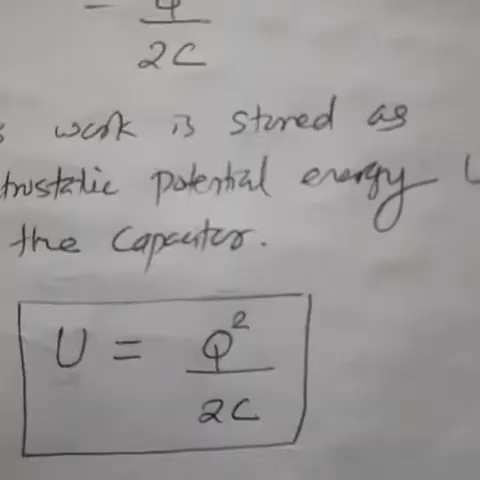 = Q
2C
work is stored as
potential energy
the capacitor.
U = Q²
2C